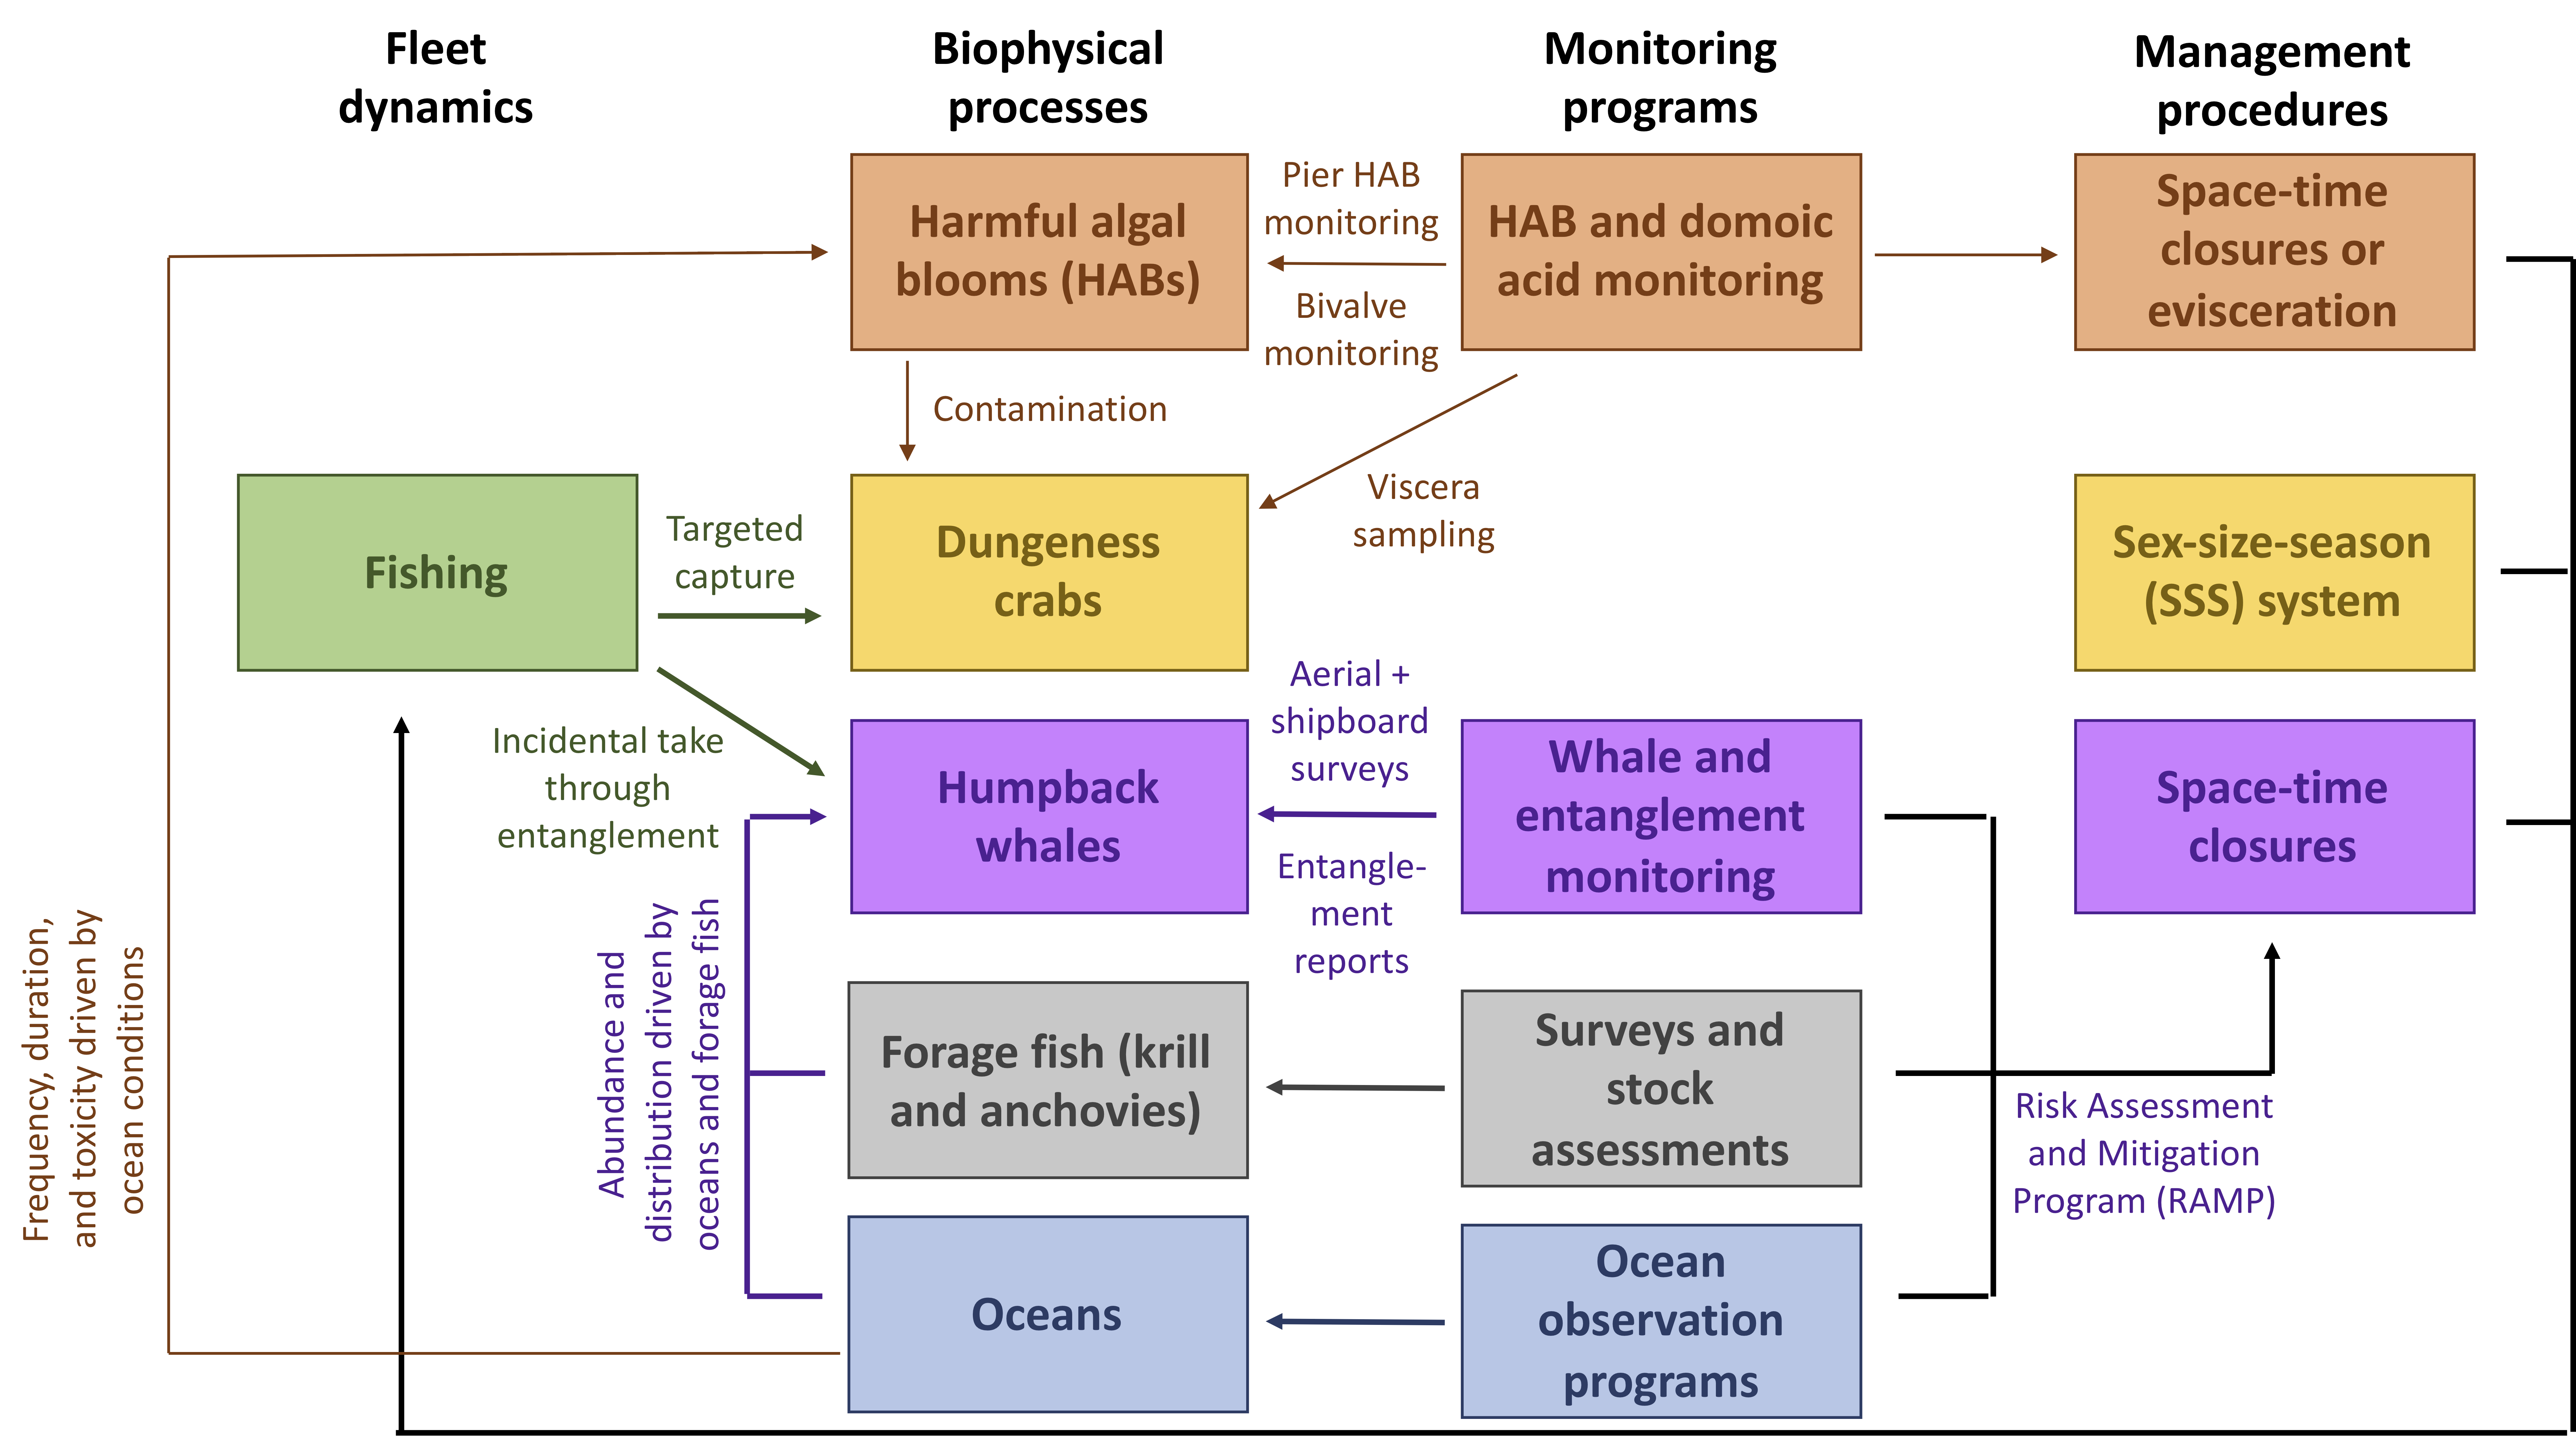 Fleet
dynamics
Biophysical
processes
Monitoring
programs
Management
procedures
Harmful algal
blooms (HABs)
Pier HAB
monitoring
Bivalve
monitoring
HAB and domoic
acid monitoring
Space-time
closures or
evisceration
Contamination
Viscera
sampling
Fishing
Targeted
capture
Dungeness
crabs
Sex-size-season
(SSS) system
Incidental take
through
entanglement
Humpback
whales
Aerial +
shipboard
surveys
Entangle-
ment
reports
Whale and
entanglement
monitoring
Space-time
closures
Frequency, duration,
and toxicity driven by
ocean conditions
Abundance and
distribution driven by
oceans and forage fish
Forage fish (krill
and anchovies)
Surveys and
stock
assessments
Risk Assessment
and Mitigation
Program (RAMP)
Oceans
Ocean
observation
programs